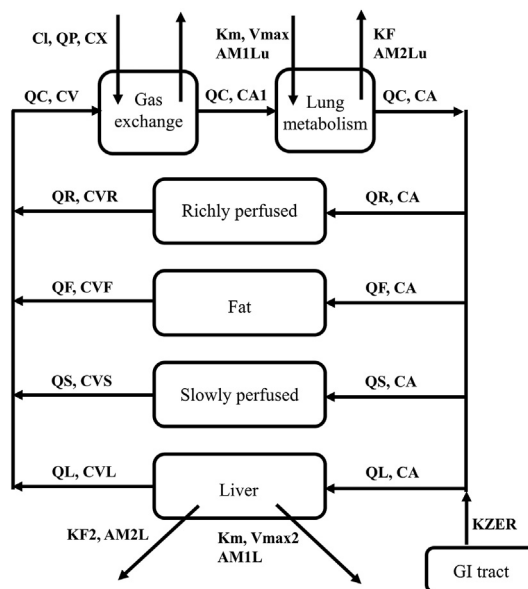 Cl, QP, CX
Km, Vmax
AM1Lu
KF
AM2Lu
QC, CV
Gas
exchange
QC, CA1
Lung
metabolism
QC, CA
QR, CVR
Richly perfused
QR, CA
QF, CVF
Fat
QF, CA
QS, CVS
Slowly perfused
QS, CA
QL, CVL
Liver
QL, CA
KF2, AM2L
Km, Vmax2
AM1L
KZER
GI tract